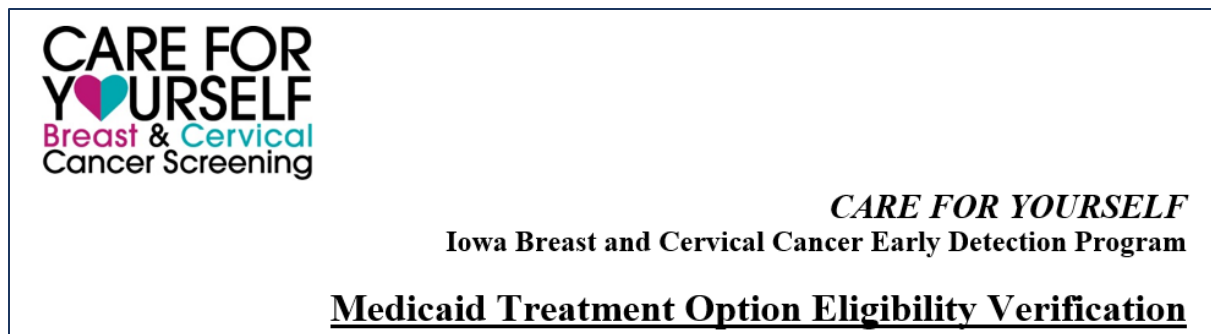 CARE FOR
YOURSELF
Breast & Cervical
Cancer Screening
CARE FOR YOURSELF
Iowa Breast and Cervical Cancer Early Detection Program
Medicaid Treatment Option Eligibility Verification